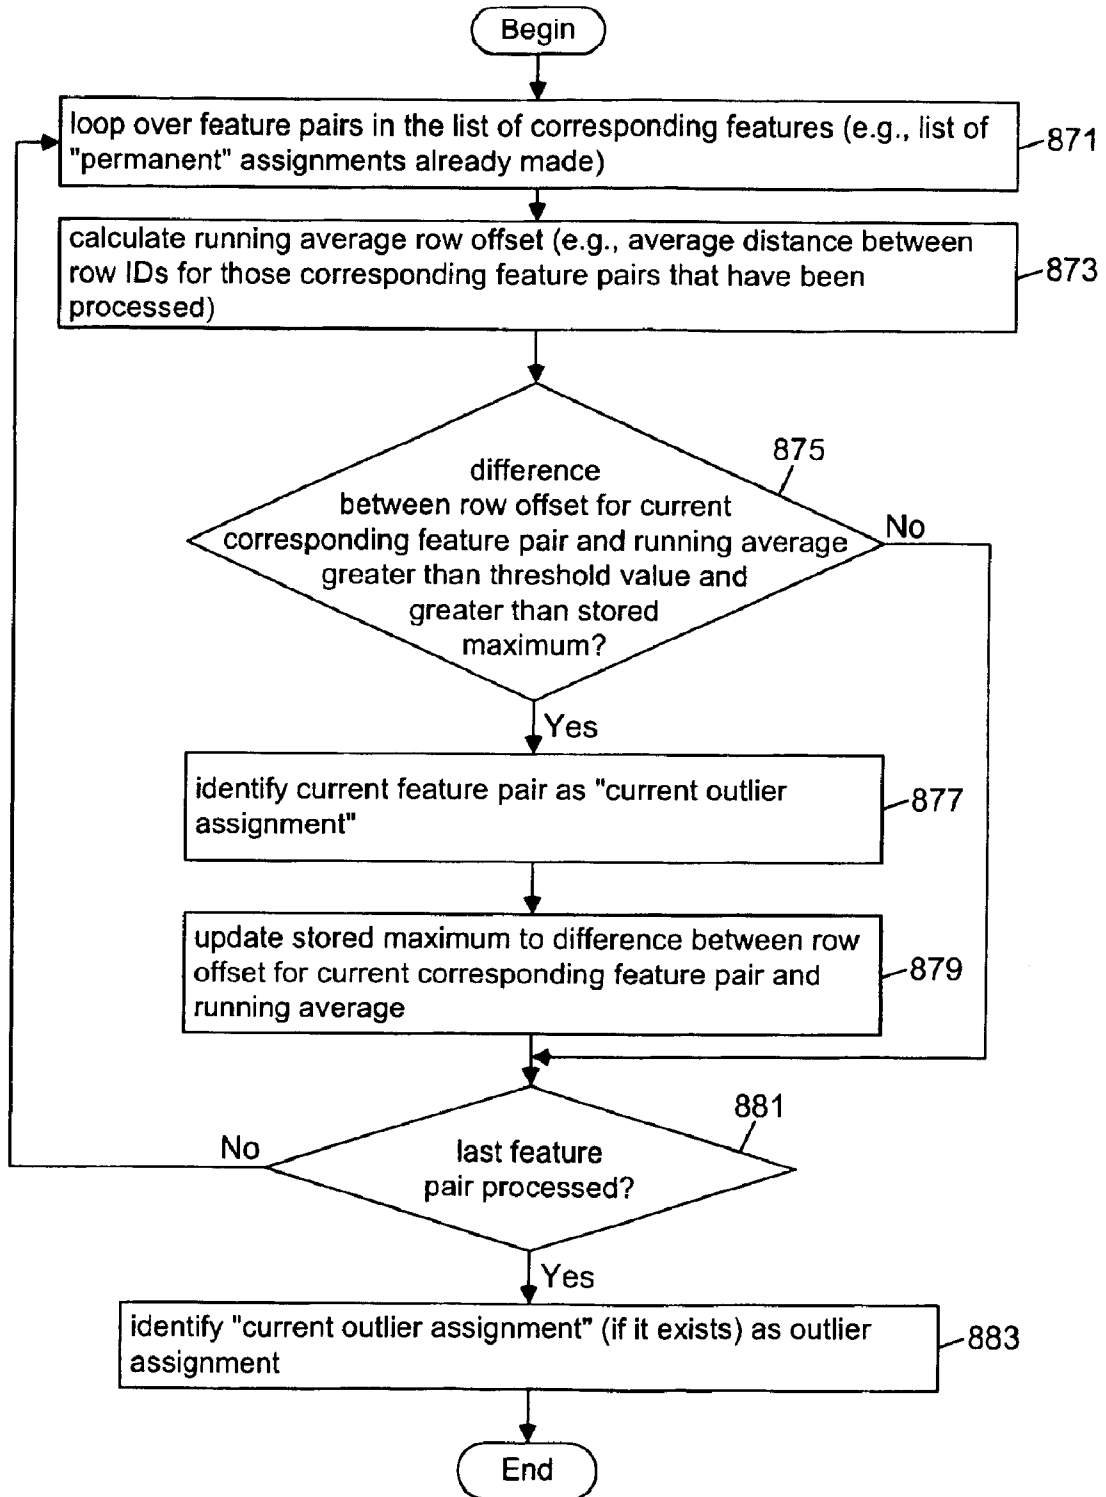 Begin
loop over feature pairs in the list of corresponding features (e.g., list of
"permanent" assignments already made)
871
calculate running average row offset (e.g., average distance between
row IDs for those corresponding feature pairs that have been
processed)
873
875
difference
between row offset for current
corresponding feature pair and running average
greater than threshold value and
greater than stored
maximum?
No
Yes
identify current feature pair as "current outlier
assignment"
877
update stored maximum to difference between row
offset for current corresponding feature pair and
running average
879
881
No
last feature
pair processed?
Yes
identify "current outlier assignment" (if it exists) as outlier
assignment
883
End